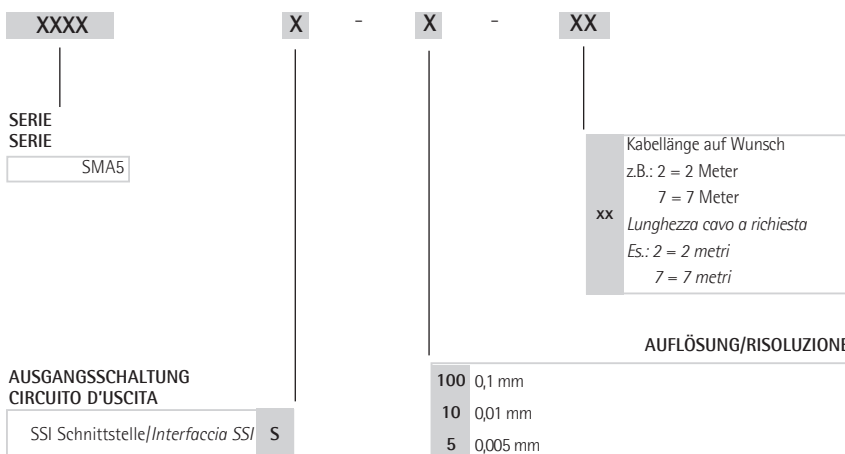 XXXX X - X - XX
SERIE
SERIE
SMA5
Kabellänge auf Wunsch
z.B.: 2 = 2 Meter
7 = 7 Meter
xx
Lunghezza cavo a richiesta
Es.: 2 = 2 metri
7 = 7 metri
AUFLÖSUNG/RISOLUZIONE
100 0,1 mm
10 0,01 mm
5 0,005 mm
AUSGANGSSCHALTUNG
CIRCUITO D'USCITA
SSI Schnittstelle/Interfaccia SSI S